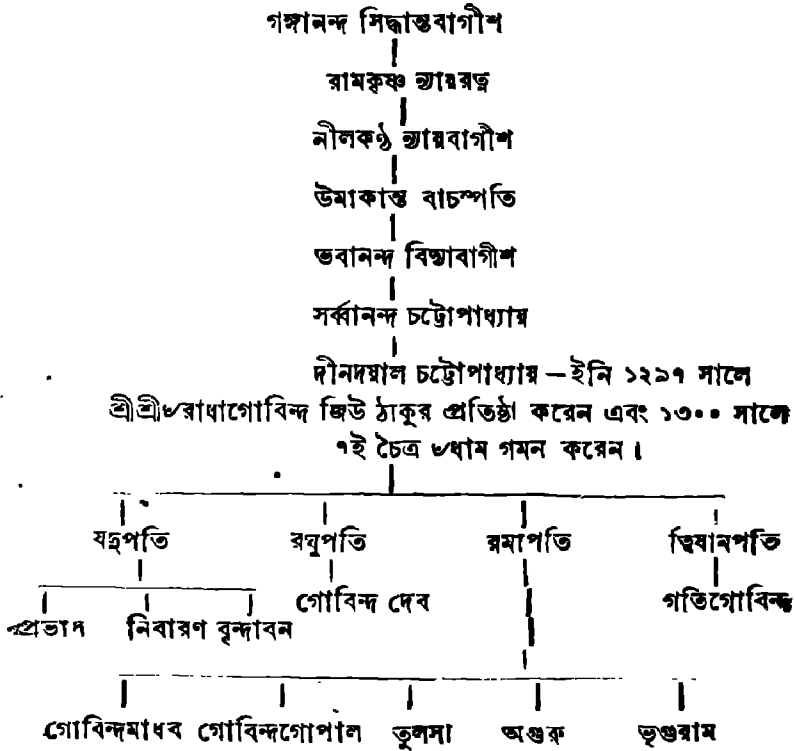 গঙ্গানন্দ সিদ্ধান্তবাগীশ
রামকৃষ্ণ ন্যায়রত্ন
নীলকণ্ঠ ন্যায়বাগীশ
উমাকান্ত বাচস্পতি
ভবানন্দ বিদ্যাবাগীশ
সর্ব্বানন্দ চট্টোপাধ্যায়
দীনদয়াল চট্টোপাধ্যায় – ইনি ১২৯৭ সালে
শ্রীশ্রী৺রাধাগোবিন্দ জিউ ঠাকুর প্রতিষ্ঠা করেন এবং ১৩০০ সালে
৭ই চৈত্র ৺ধাম গমন করেন।
যদুপতি রঘুপতি রমাপতি ত্বিষানপতি
গোবিন্দ দেব গতিগোবিন্দ
প্রভাস নিবারণ বৃন্দাবন
গোবিন্দমাধব গোবিন্দগোপাল তুলসা অগুরু ভৃগুরাম